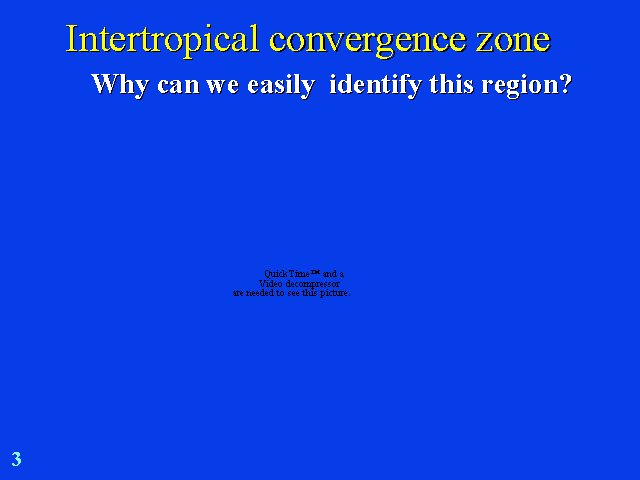 Intertropical convergence zone
Why can we easily identify this region?
QuickTime™ and a
Video decompressor
are needed to see this picture.
3